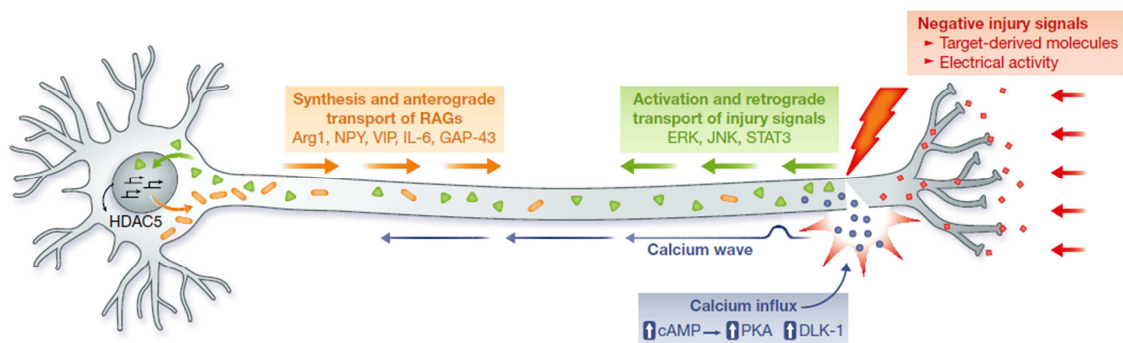 Negative injury signals
► Target-derived molecules
► Electrical activity
Synthesis and anterograde
transport of RAGs
Arg1, NPY, VIP, IL-6, GAP-43
Activation and retrograde
transport of injury signals
ERK, JNK, STAT3
HDAC5
Calcium wave
Calcium influx
⬆cAMP → ⬆PKA ⬆DLK-1